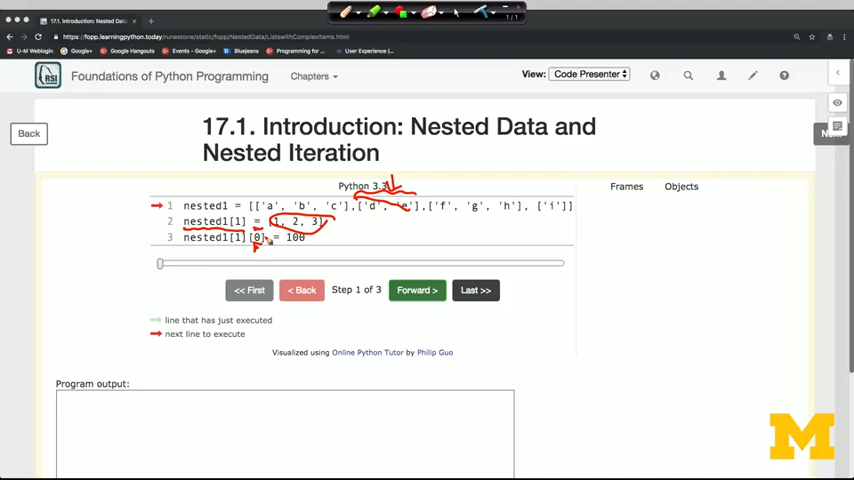 17.1. Introduction: Nested Data
1/1
https://fopp.learningpython.today/runestone/static/fopp/NestedData/ListswithComplexItems.html
U-M Weblogin Google+ Google Hangouts Events - Google+ Bluejeans Programming for ... User Experience (...
RSI Foundations of Python Programming Chapters View: Code Presenter
Back
17.1. Introduction: Nested Data and
Nested Iteration
Python 3.3
Frames Objects
1 nested1 = [['a', 'b', 'c'],['d', 'e'],['f', 'g', 'h'], ['i']]
2 nested1[1] = [1, 2, 3]
3 nested1[1][0] = 100
<< First < Back Step 1 of 3 Forward > Last >>
line that has just executed
next line to execute
Visualized using Online Python Tutor by Philip Guo
Program output:
M